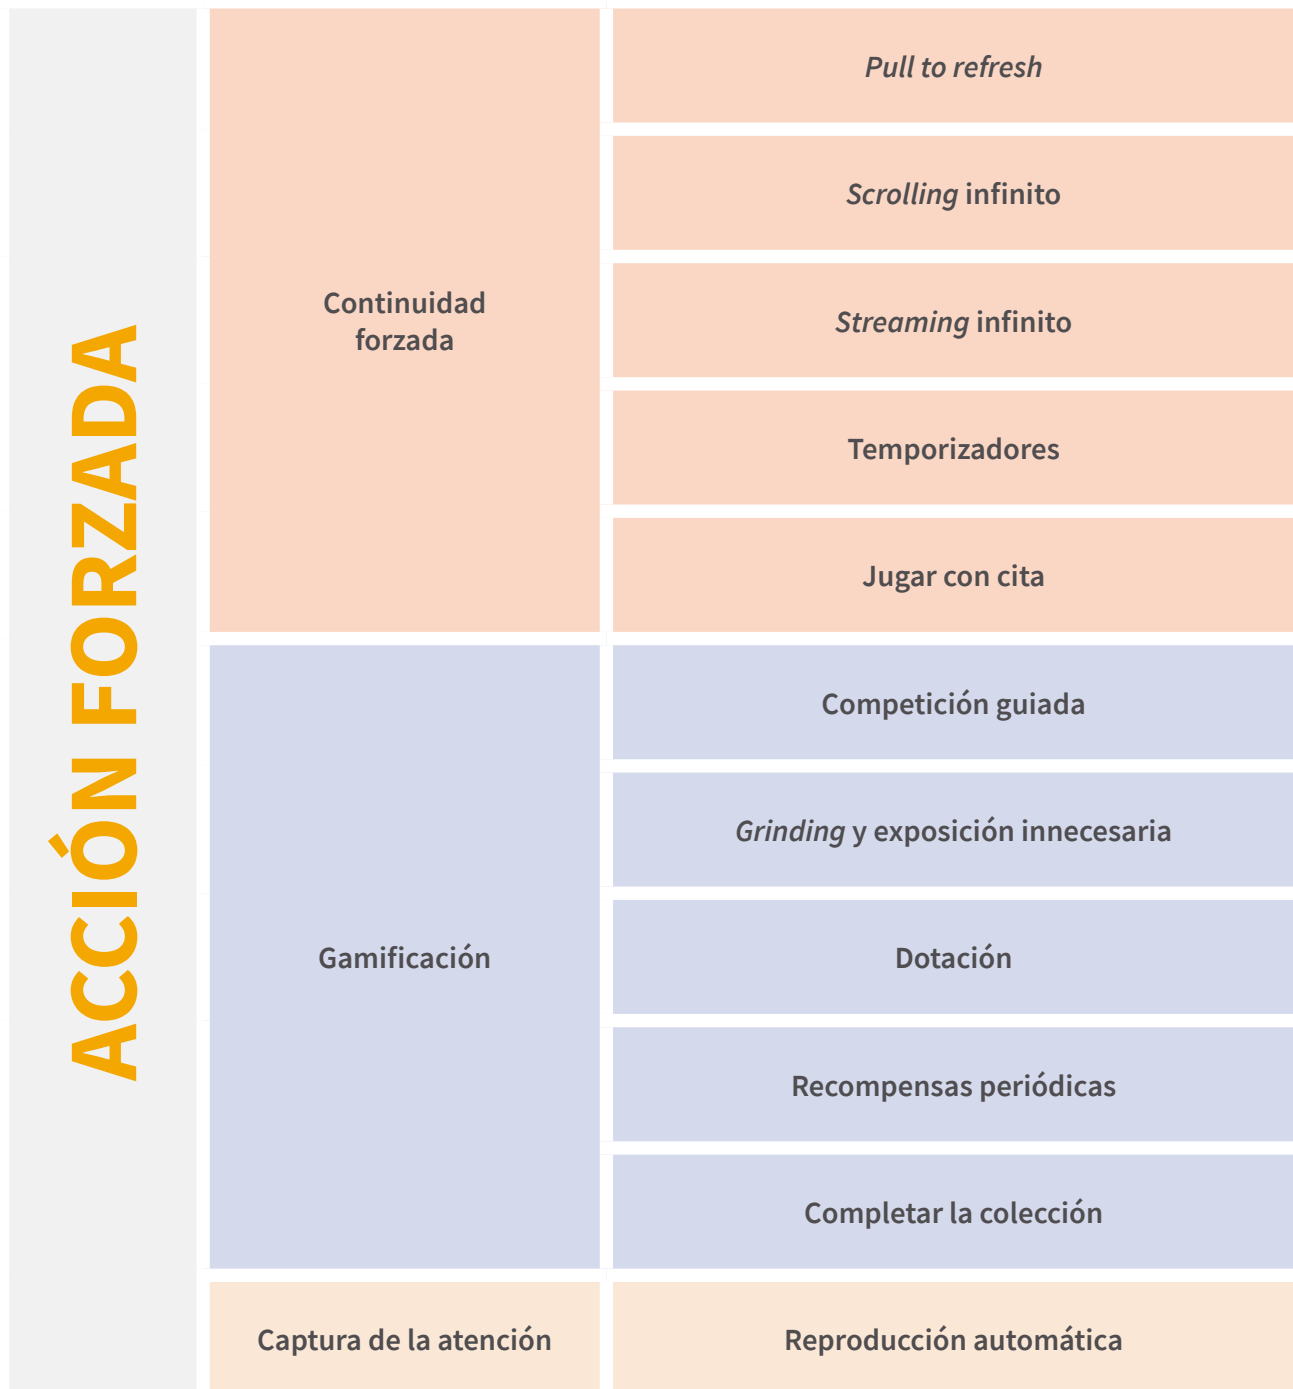 ACCIÓN FORZADA
Continuidad
forzada
Pull to refresh
Scrolling infinito
Streaming infinito
Temporizadores
Jugar con cita
Gamificación
Competición guiada
Grinding y exposición innecesaria
Dotación
Recompensas periódicas
Completar la colección
Captura de la atención
Reproducción automática